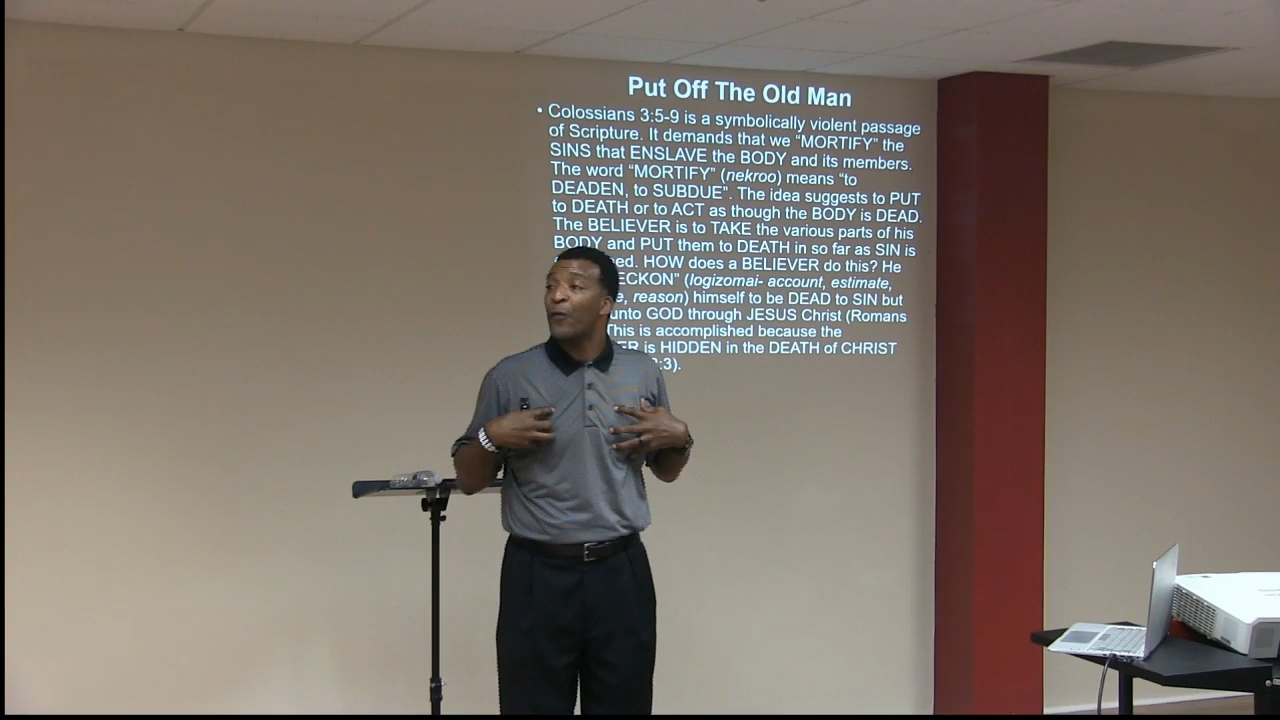 Put Off The Old Man
• Colossians 3:5-9 is a symbolically violent passage
of Scripture. It demands that we “MORTIFY” the
SINS that ENSLAVE the BODY and its members.
The word “MORTIFY” (nekroo) means “to
DEADEN, to SUBDUE”. The idea suggests to PUT
to DEATH or to ACT as though the BODY is DEAD.
The BELIEVER is to TAKE the various parts of his
BODY and PUT them to DEATH in so far as SIN is
HOW does a BELIEVER do this? He
(logizomai- account, estimate,
reason) himself to be DEAD to SIN but
unto GOD through JESUS Christ (Romans
This is accomplished because the
is HIDDEN in the DEATH of CHRIST
:3).